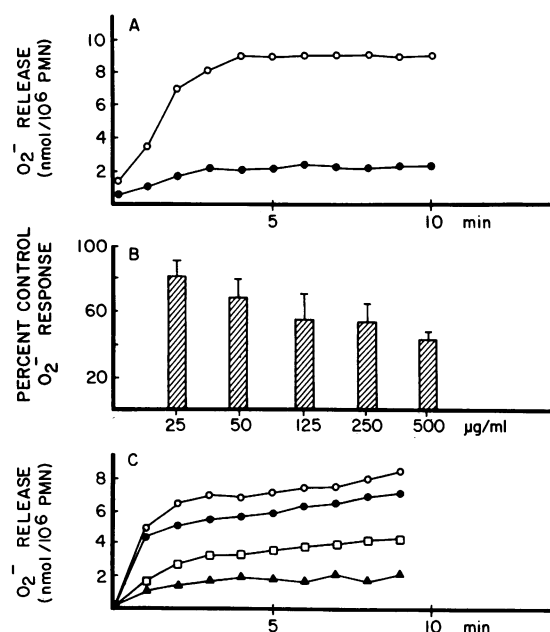 A
O₂⁻ RELEASE
(nmol/10⁶ PMN)
10
8
6
4
2
5
10
min
B
PERCENT CONTROL
O₂⁻ RESPONSE
100
60
20
25
50
125
250
500
µg/ml
C
O₂⁻ RELEASE
(nmol/10⁶ PMN)
8
6
4
2
5
10
min